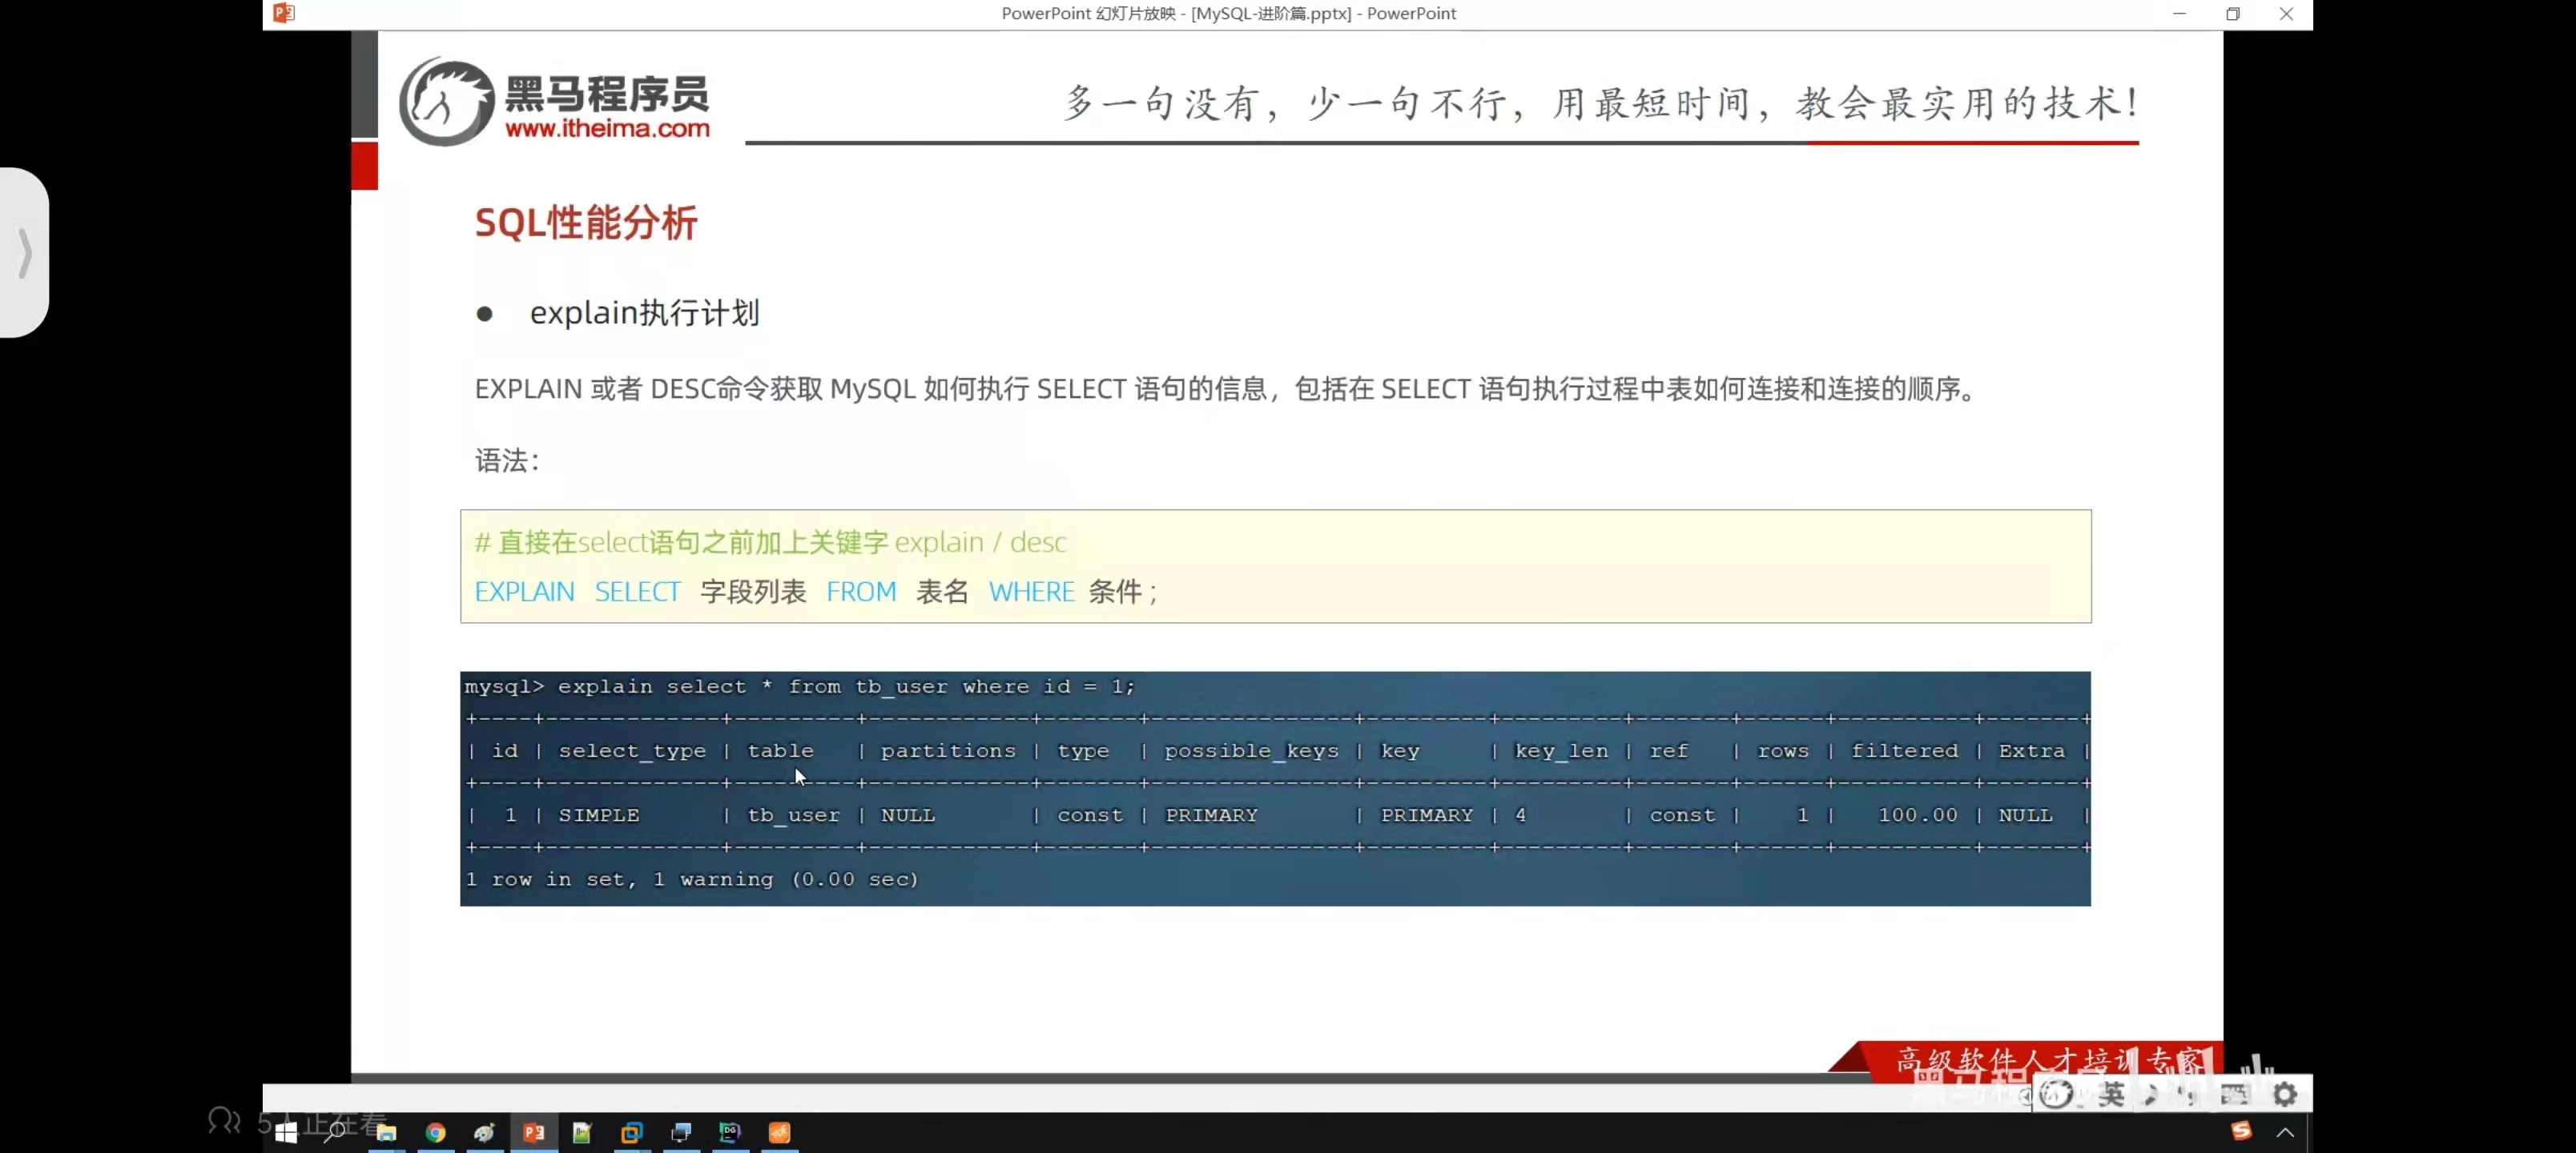 PowerPoint 幻灯片放映 - [MySQL-进阶篇.pptx] - PowerPoint
黑马程序员
www.itheima.com
多一句没有，少一句不行，用最短时间，教会最实用的技术！
SQL性能分析
● explain执行计划
EXPLAIN 或者 DESC命令获取 MySQL 如何执行 SELECT 语句的信息，包括在 SELECT 语句执行过程中表如何连接和连接的顺序。
语法：
# 直接在select语句之前加上关键字 explain / desc
EXPLAIN SELECT 字段列表 FROM 表名 WHERE 条件 ;
mysql> explain select * from tb_user where id = 1;
+----+-------------+---------+------------+-------+---------------+---------+---------+-------+------+----------+-------+
| id | select_type | table   | partitions | type  | possible_keys | key     | key_len | ref   | rows | filtered | Extra |
+----+-------------+---------+------------+-------+---------------+---------+---------+-------+------+----------+-------+
|  1 | SIMPLE      | tb_user | NULL       | const | PRIMARY       | PRIMARY | 4       | const |    1 |   100.00 | NULL  |
+----+-------------+---------+------------+-------+---------------+---------+---------+-------+------+----------+-------+
1 row in set, 1 warning (0.00 sec)
高级软件人才培训专家
英
5人正在看